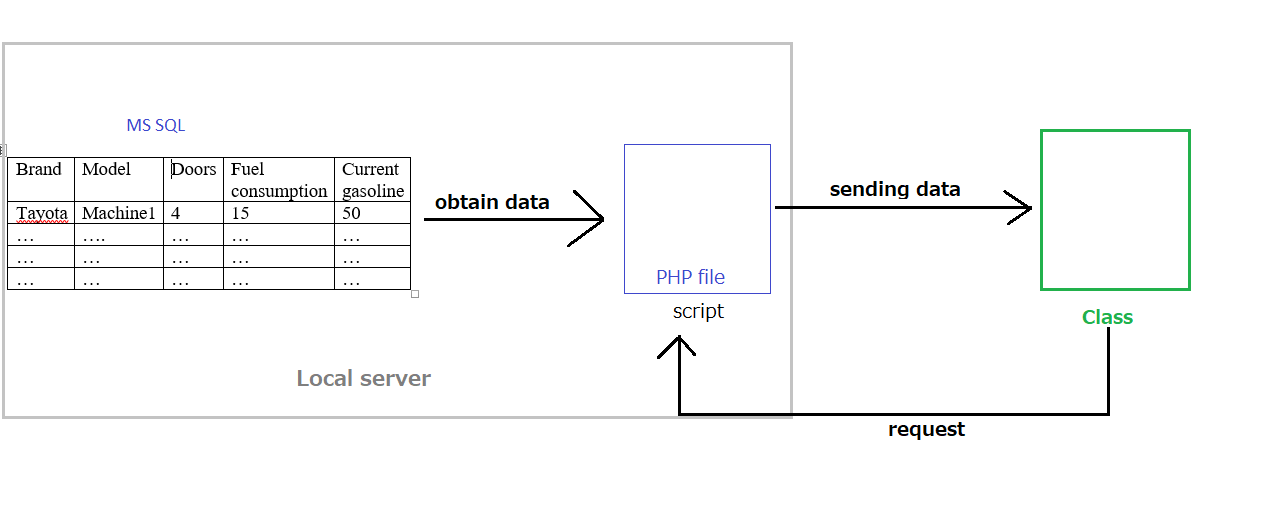 MS SQL
Brand Model Doors Fuel consumption Current gasoline
Tayota Machine1 4 15 50
... .... ... ... ...
... ... ... ... ...
... ... ... ... ...
obtain data
sending data
PHP file
script
Class
Local server
request